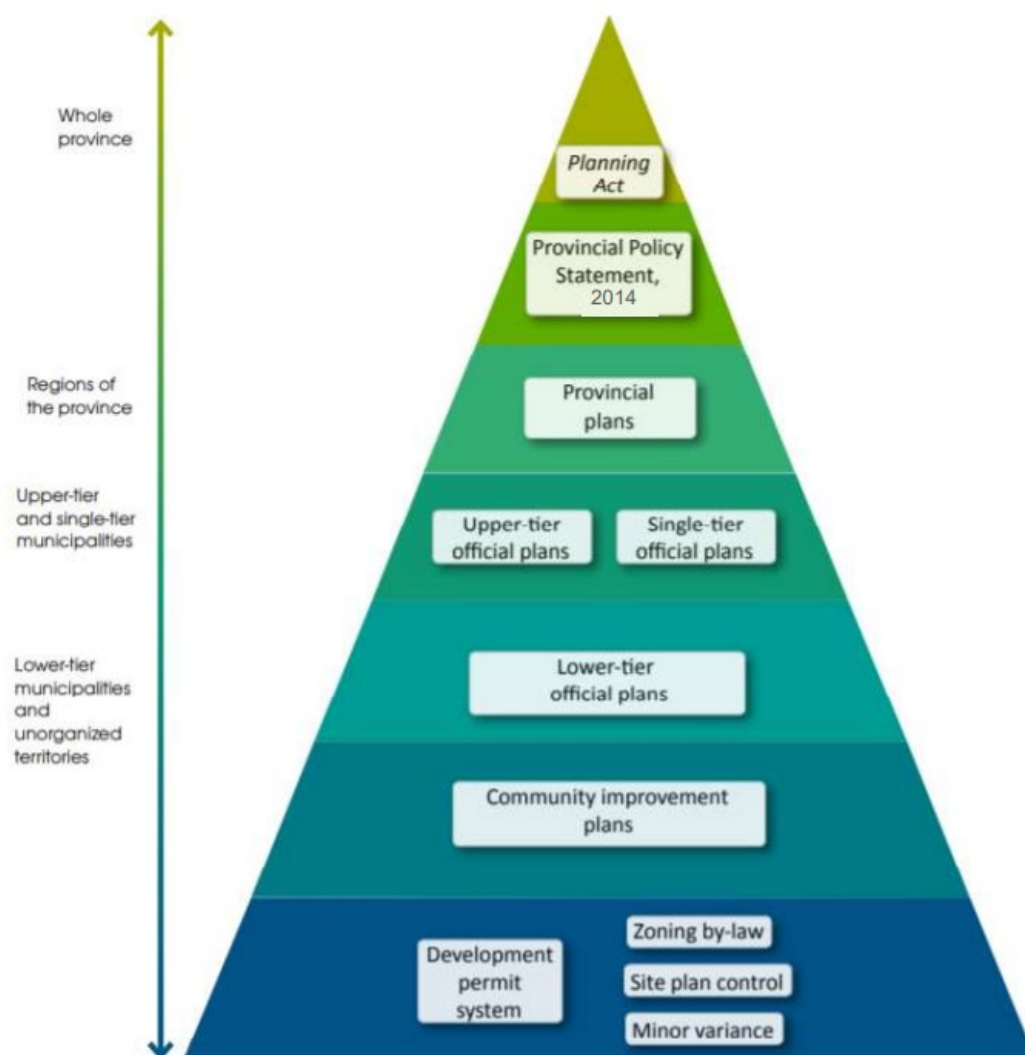 Whole
province
Planning
Act
Provincial Policy
Statement,
2014
Regions of
the province
Provincial
plans
Upper-tier
and single-tier
municipalities
Upper-tier
official plans
Single-tier
official plans
Lower-tier
municipalities
and
unorganized
territories
Lower-tier
official plans
Community improvement
plans
Development
permit
system
Zoning by-law
Site plan control
Minor variance